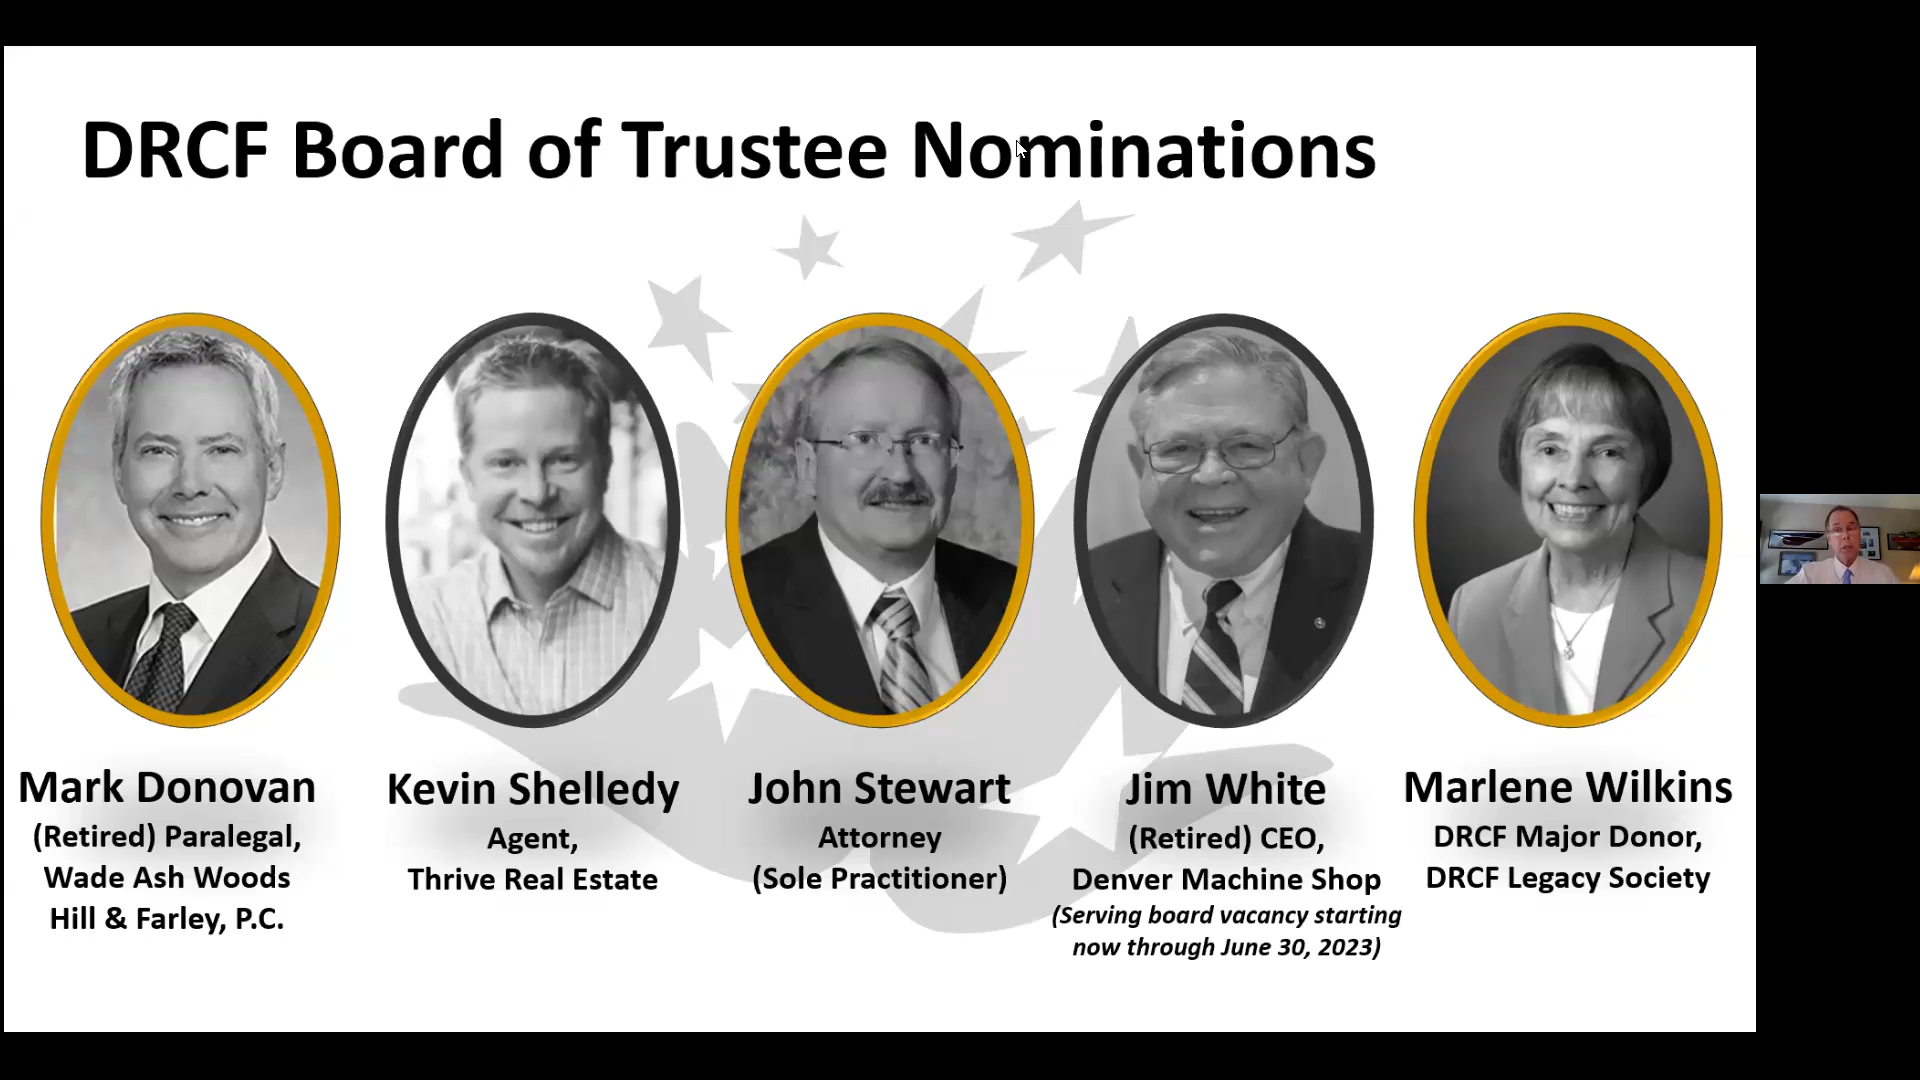 DRCF Board of Trustee Nominations
Mark Donovan
(Retired) Paralegal,
Wade Ash Woods
Hill & Farley, P.C.
Kevin Shelledy
Agent,
Thrive Real Estate
John Stewart
Attorney
(Sole Practitioner)
Jim White
(Retired) CEO,
Denver Machine Shop
(Serving board vacancy starting
now through June 30, 2023)
Marlene Wilkins
DRCF Major Donor,
DRCF Legacy Society